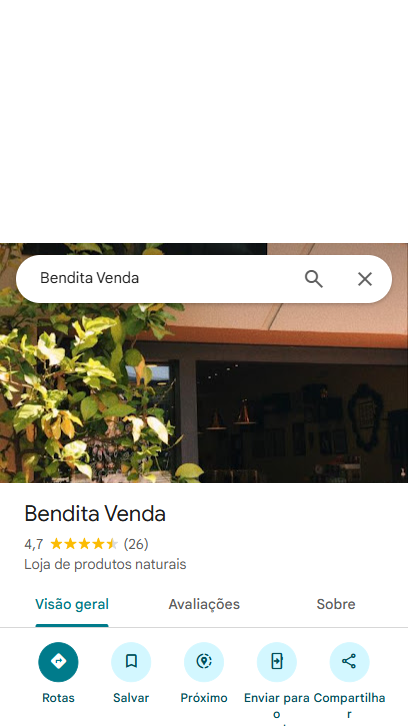 Bendita Venda
Bendita Venda
4,7 (26)
Loja de produtos naturais
Visão geral Avaliações Sobre
Rotas Salvar Próximo Enviar para Compartilha
o r